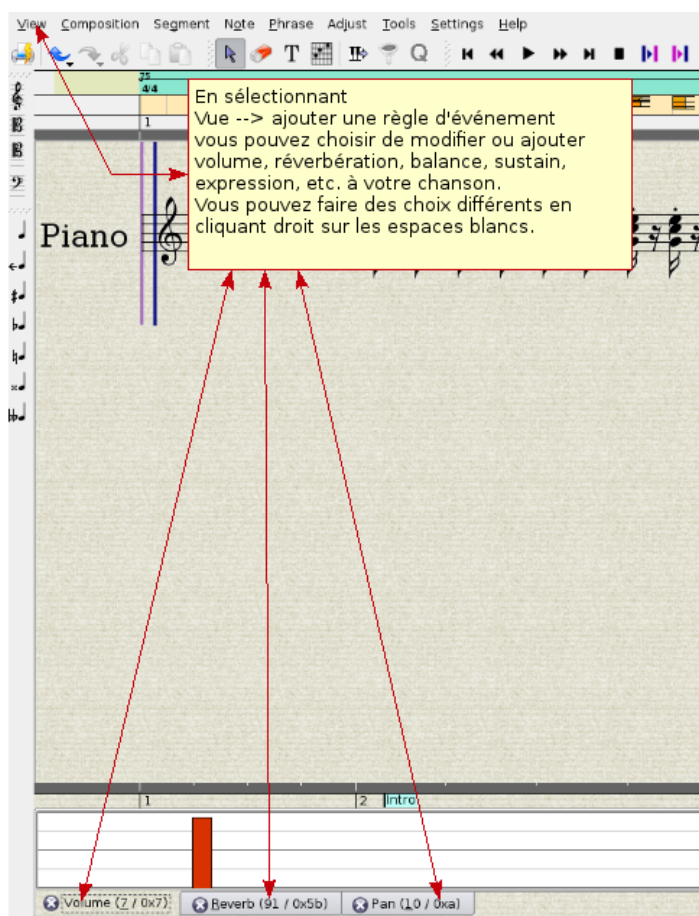 View Composition Segment Note Phrase Adjust Tools Settings Help
T Q
75
4/4
1
En sélectionnant
Vue --> ajouter une règle d'événement
vous pouvez choisir de modifier ou ajouter
volume, réverbération, balance, sustain,
expression, etc. à votre chanson.
Vous pouvez faire des choix différents en
cliquant droit sur les espaces blancs.
Piano
1 2 Intro
Volume (7 / 0x7) Reverb (91 / 0x5b) Pan (10 / 0xa)